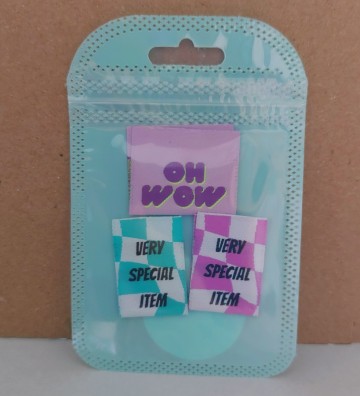 OH
WOW
VERY
SPECIAL
ITEM
VERY
SPECIAL
ITEM